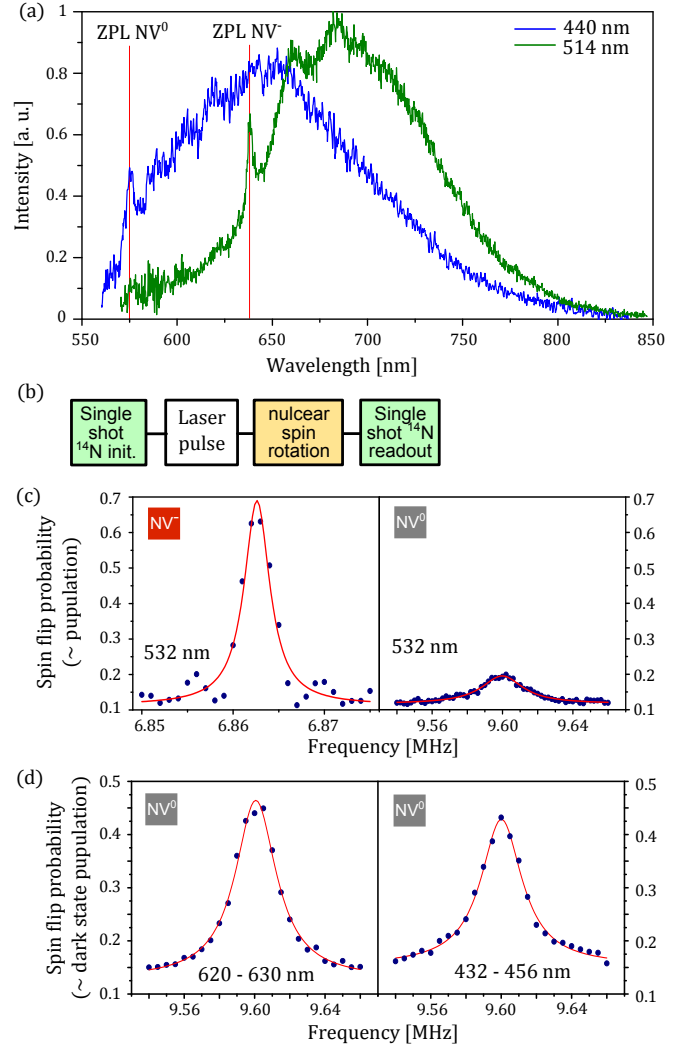 (a)
ZPL NV⁰
ZPL NV⁻
440 nm
514 nm
Intensity [a. u.]
1
0.8
0.6
0.4
0.2
0
550
600
650
700
750
800
850
Wavelength [nm]
(b)
Single
shot
¹⁴N init.
Laser
pulse
nulcear
spin
rotation
Single
shot ¹⁴N
readout
(c)
Spin flip probability
(~ pupulation)
0.7
0.6
0.5
0.4
0.3
0.2
0.1
NV⁻
532 nm
6.85
6.86
6.87
NV⁰
532 nm
9.56
9.60
9.64
0.7
0.6
0.5
0.4
0.3
0.2
0.1
Frequency [MHz]
(d)
Spin flip probability
(~ dark state pupulation)
0.5
0.4
0.3
0.2
0.1
NV⁰
620 - 630 nm
9.56
9.60
9.64
NV⁰
432 - 456 nm
9.56
9.60
9.64
0.5
0.4
0.3
0.2
0.1
Frequency [MHz]